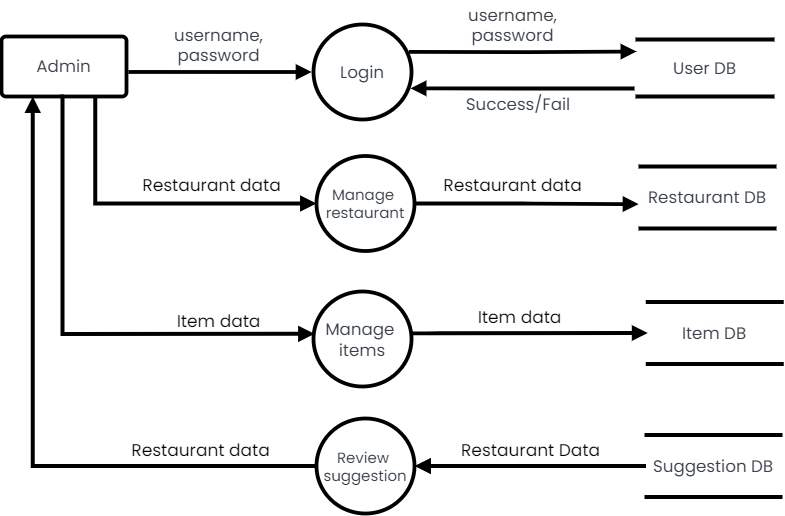 username,
password
username,
password
Admin
Login
User DB
Success/Fail
Restaurant data
Restaurant data
Manage
restaurant
Restaurant DB
Item data
Item data
Manage
items
Item DB
Restaurant data
Restaurant Data
Review
suggestion
Suggestion DB